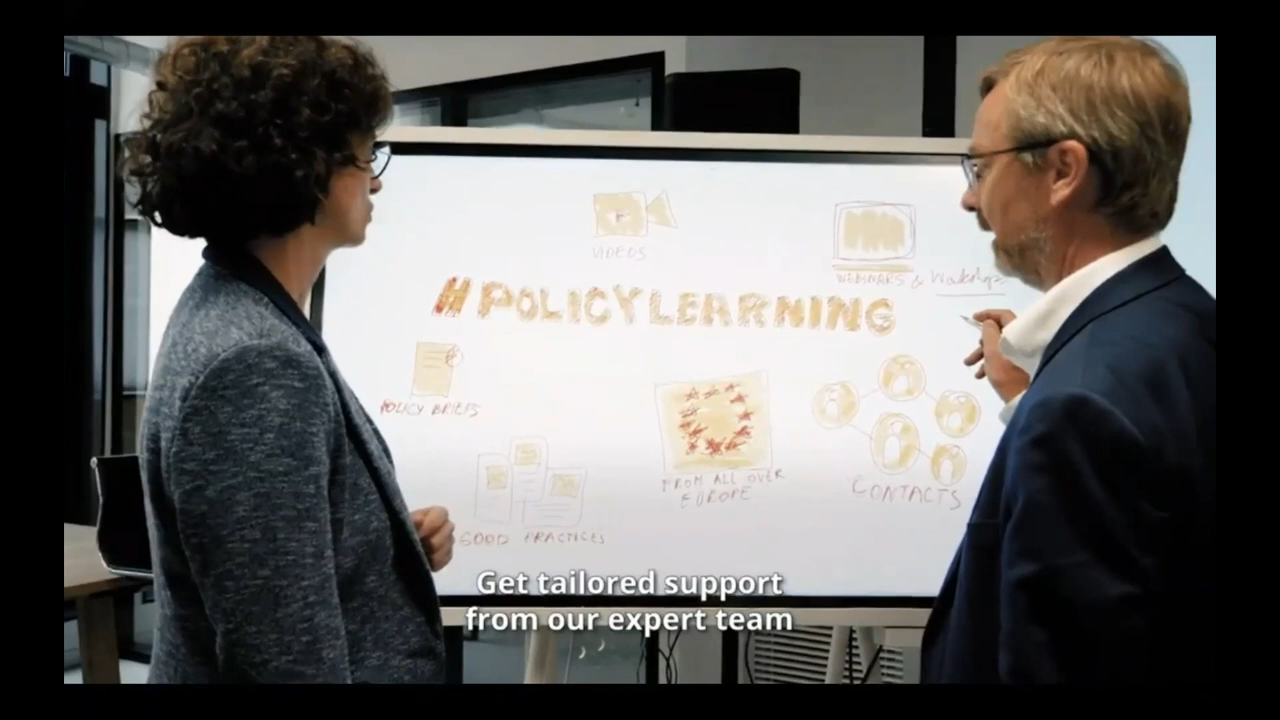 VIDEOS
WEBINARS & Workshops
#POLICYLEARNING
POLICY BRIEFS
FROM ALL OVER
EUROPE
CONTACTS
GOOD PRACTICES
Get tailored support
from our expert team